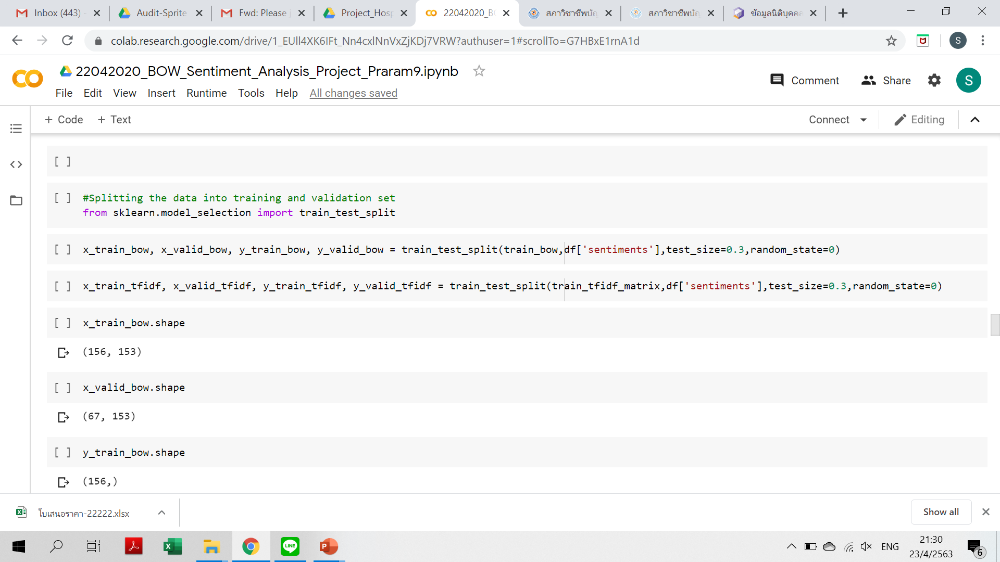 Inbox (443) -
Audit-Sprite
Fwd: Please j
Project_Hosp
22042020_BO
สภาวิชาชีพบัญ
สภาวิชาชีพบัญ
ข้อมูลนิติบุคคล
colab.research.google.com/drive/1_EUll4XK6IFt_Nn4cxlNnVxZjKDj7VRW?authuser=1#scrollTo=G7HBxE1rnA1d
S
22042020_BOW_Sentiment_Analysis_Project_Praram9.ipynb
Comment
Share
S
File Edit View Insert Runtime Tools Help All changes saved
+ Code + Text
Connect
Editing
[ ]
[ ] #Splitting the data into training and validation set
from sklearn.model_selection import train_test_split
[ ] x_train_bow, x_valid_bow, y_train_bow, y_valid_bow = train_test_split(train_bow,df['sentiments'],test_size=0.3,random_state=0)
[ ] x_train_tfidf, x_valid_tfidf, y_train_tfidf, y_valid_tfidf = train_test_split(train_tfidf_matrix,df['sentiments'],test_size=0.3,random_state=0)
[ ] x_train_bow.shape
(156, 153)
[ ] x_valid_bow.shape
(67, 153)
[ ] y_train_bow.shape
(156,)
ใบเสนอราคา-22222.xlsx
Show all
LINE
ENG
21:30
23/4/2563
6